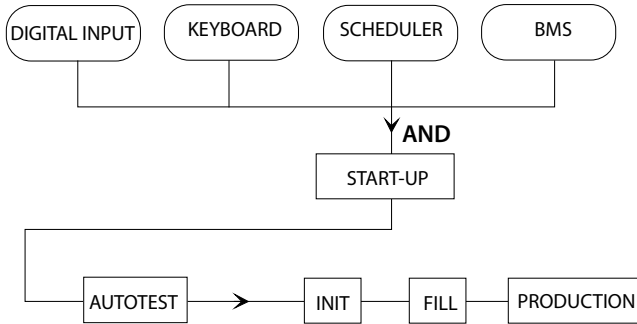 DIGITAL INPUT
KEYBOARD
SCHEDULER
BMS
AND
START-UP
AUTOTEST
INIT
FILL
PRODUCTION